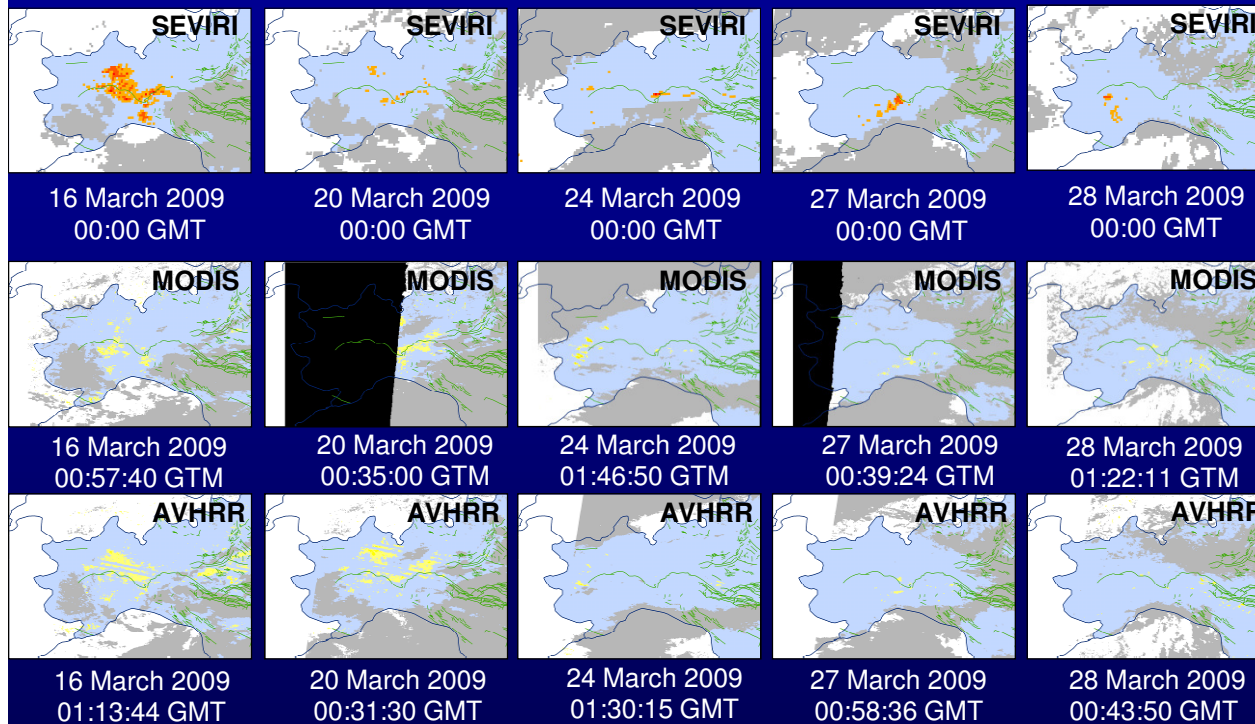 SEVIRI SEVIRI SEVIRI SEVIRI SEVIRI
16 March 2009 20 March 2009 24 March 2009 27 March 2009 28 March 2009
00:00 GMT 00:00 GMT 00:00 GMT 00:00 GMT 00:00 GMT
MODIS MODIS MODIS MODIS MODIS
16 March 2009 20 March 2009 24 March 2009 27 March 2009 28 March 2009
00:57:40 GTM 00:35:00 GTM 01:46:50 GTM 00:39:24 GTM 01:22:11 GTM
AVHRR AVHRR AVHRR AVHRR AVHRR
16 March 2009 20 March 2009 24 March 2009 27 March 2009 28 March 2009
01:13:44 GMT 00:31:30 GMT 01:30:15 GMT 00:58:36 GMT 00:43:50 GMT